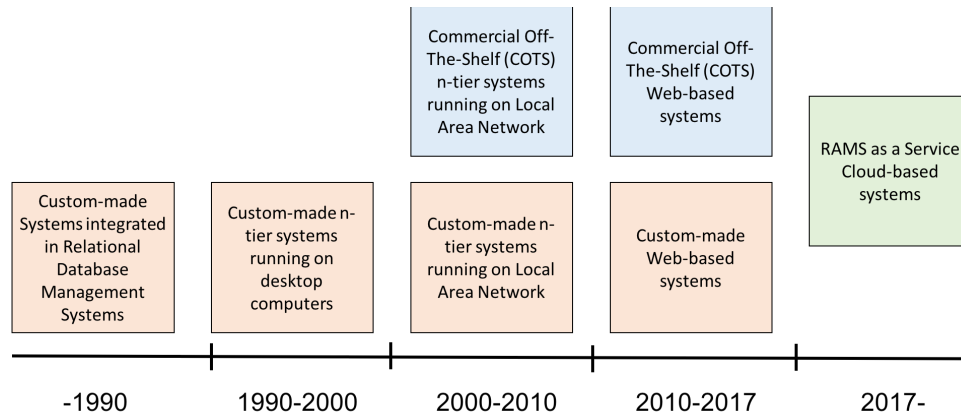 Commercial Off-
The-Shelf (COTS)
n-tier systems
running on Local
Area Network
Commercial Off-
The-Shelf (COTS)
Web-based
systems
RAMS as a Service
Cloud-based
systems
Custom-made
Systems integrated
in Relational
Database
Management
Systems
Custom-made n-
tier systems
running on
desktop
computers
Custom-made n-
tier systems
running on Local
Area Network
Custom-made
Web-based
systems
-1990
1990-2000
2000-2010
2010-2017
2017-